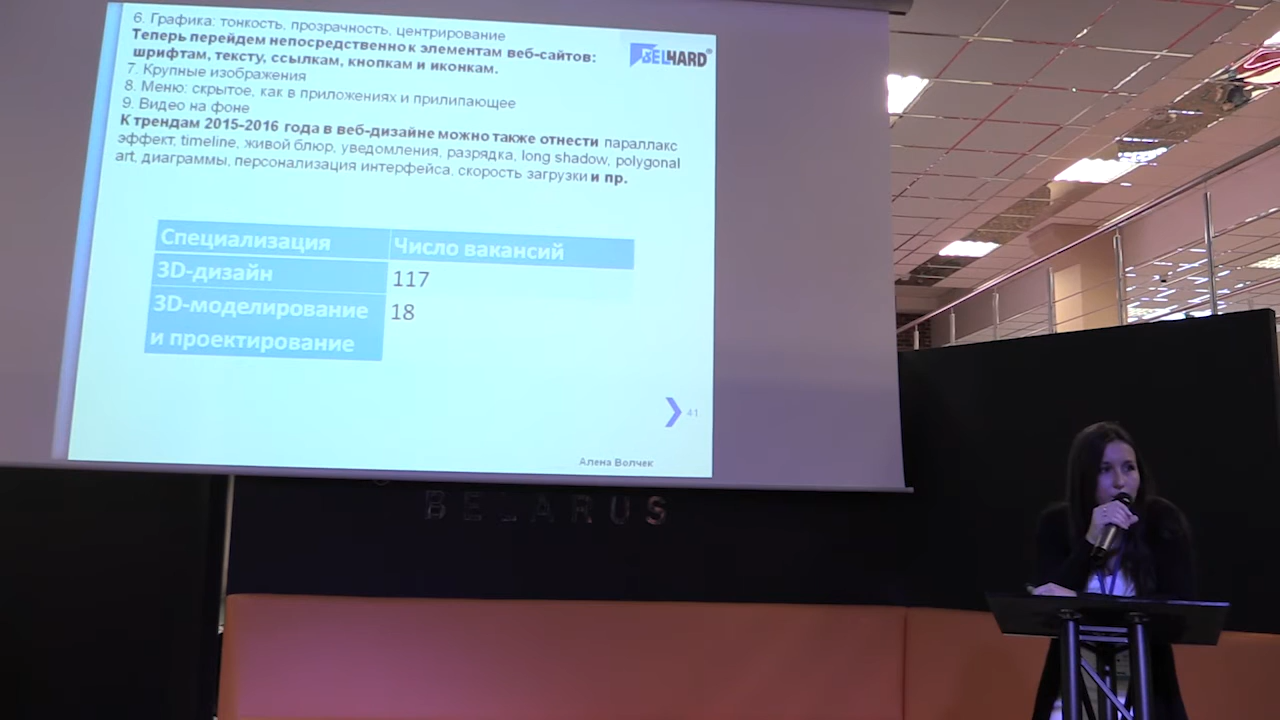 6. Графика: тонкость, прозрачность, центрирование
Теперь перейдем непосредственно к элементам веб-сайтов:
шрифтам, тексту, ссылкам, кнопкам и иконкам.
7. Крупные изображения
8. Меню: скрытое, как в приложениях и прилипающее
9. Видео на фоне
К трендам 2015-2016 года в веб-дизайне можно также отнести параллакс
эффект, timeline, живой блюр, уведомления, разрядка, long shadow, polygonal
art, диаграммы, персонализация интерфейса, скорость загрузки и пр.
BELHARD®
Специализация Число вакансий
3D-дизайн 117
3D-моделирование 18
и проектирование
41
Алена Волчек
BELARUS